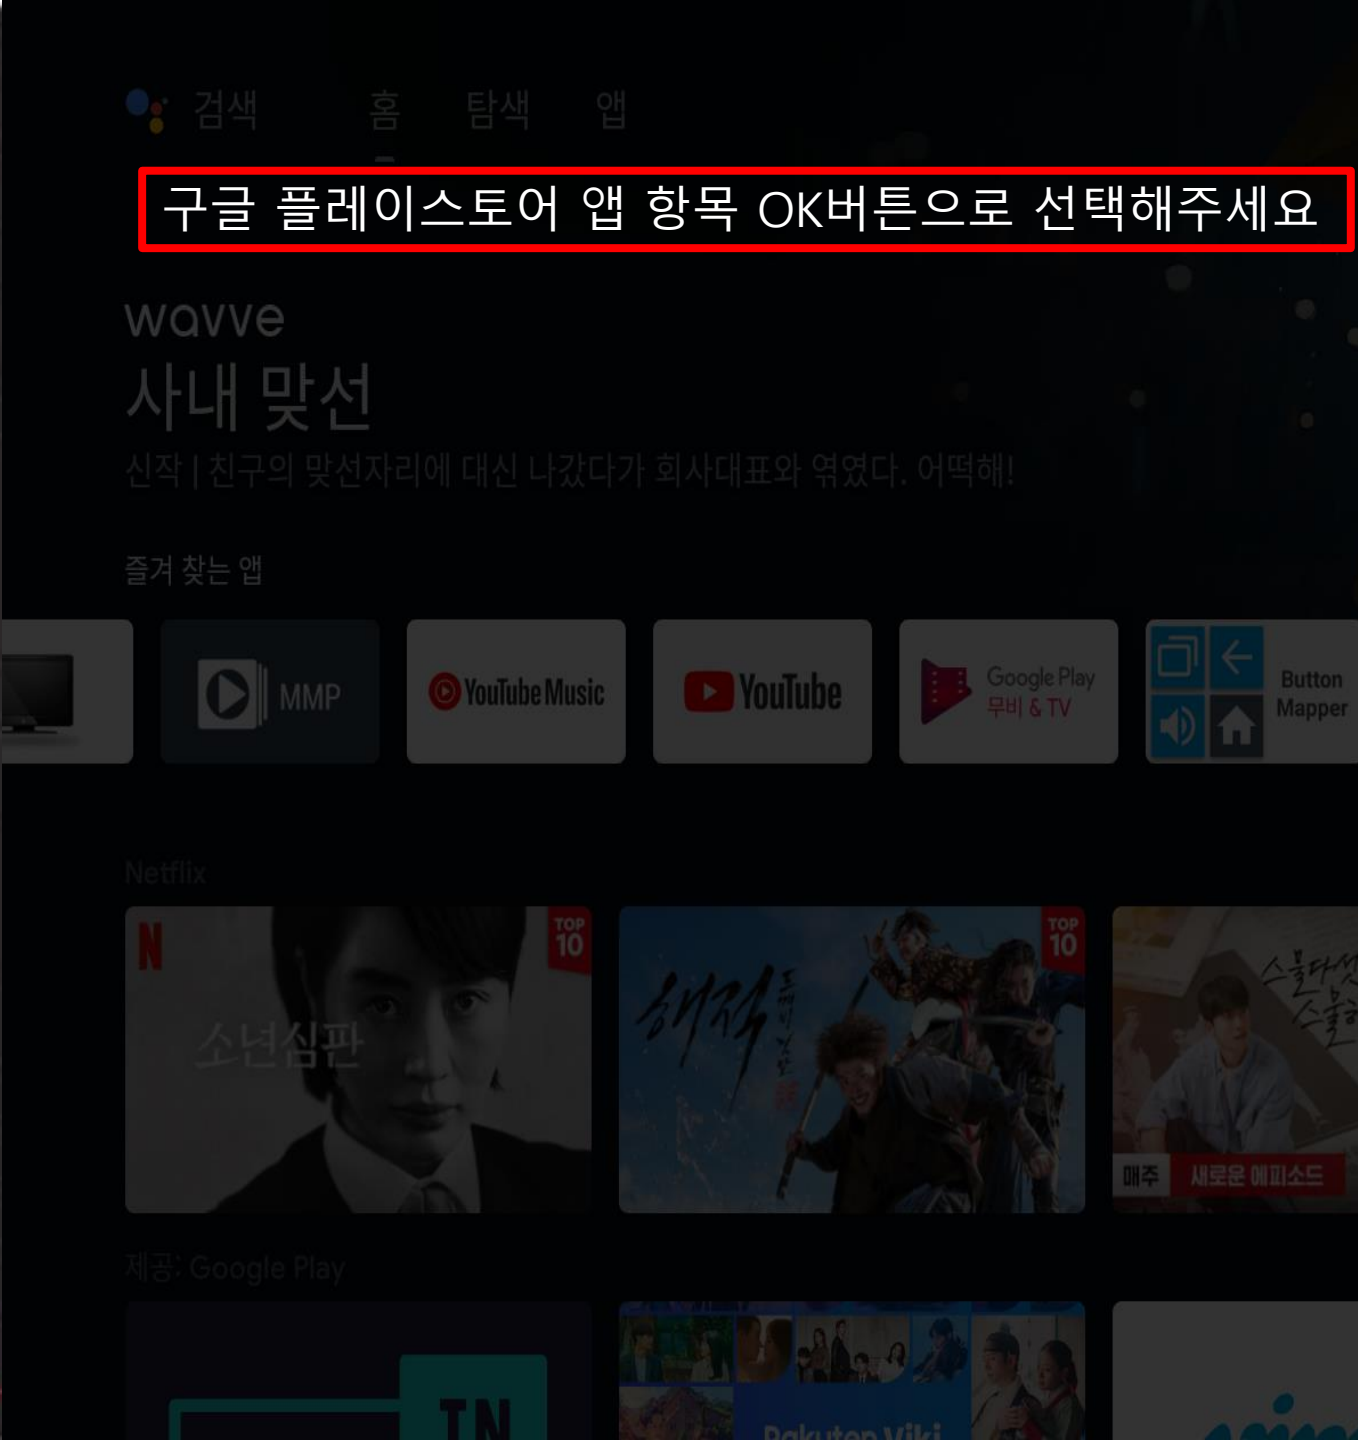 검색 홈 탐색 앱
구글 플레이스토어 앱 항목 OK버튼으로 선택해주세요
wavve
사내 맞선
신작 | 친구의 맞선자리에 대신 나갔다가 회사대표와 엮였다. 어떡해!
즐겨 찾는 앱
MMP
YouTube Music
YouTube
Google Play
무비 & TV
Button
Mapper
Netflix
N
TOP
10
소년심판
TOP
10
해적
스물다섯
매주 새로운 에피소드
제공: Google Play
IN
Rakuten Viki